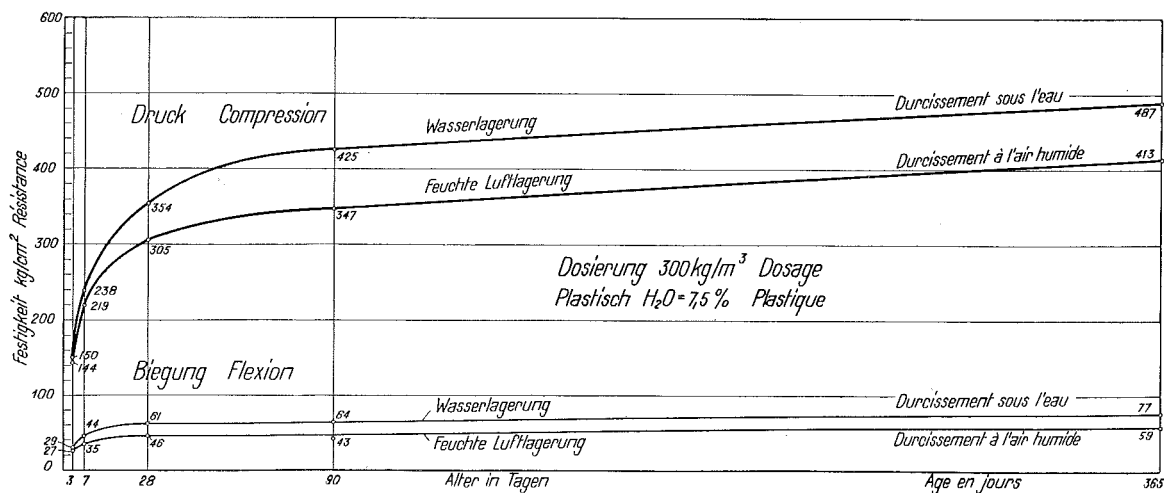 600
500
400
300
200
100
0
Festigkeit kg/cm² Résistance
Druck Compression
Wasserlagerung
Durcissement sous l'eau
487
425
Feuchte Luftlagerung
Durcissement à l'air humide
413
354
347
305
238
219
Dosierung 300 kg/m³ Dosage
Plastisch H₂O = 7,5 % Plastique
150
144
Biegung Flexion
Wasserlagerung
Durcissement sous l'eau
77
44
61
64
29
27
35
46
43
Feuchte Luftlagerung
Durcissement à l'air humide
59
3 7 28 90 Alter in Tagen Age en jours 365